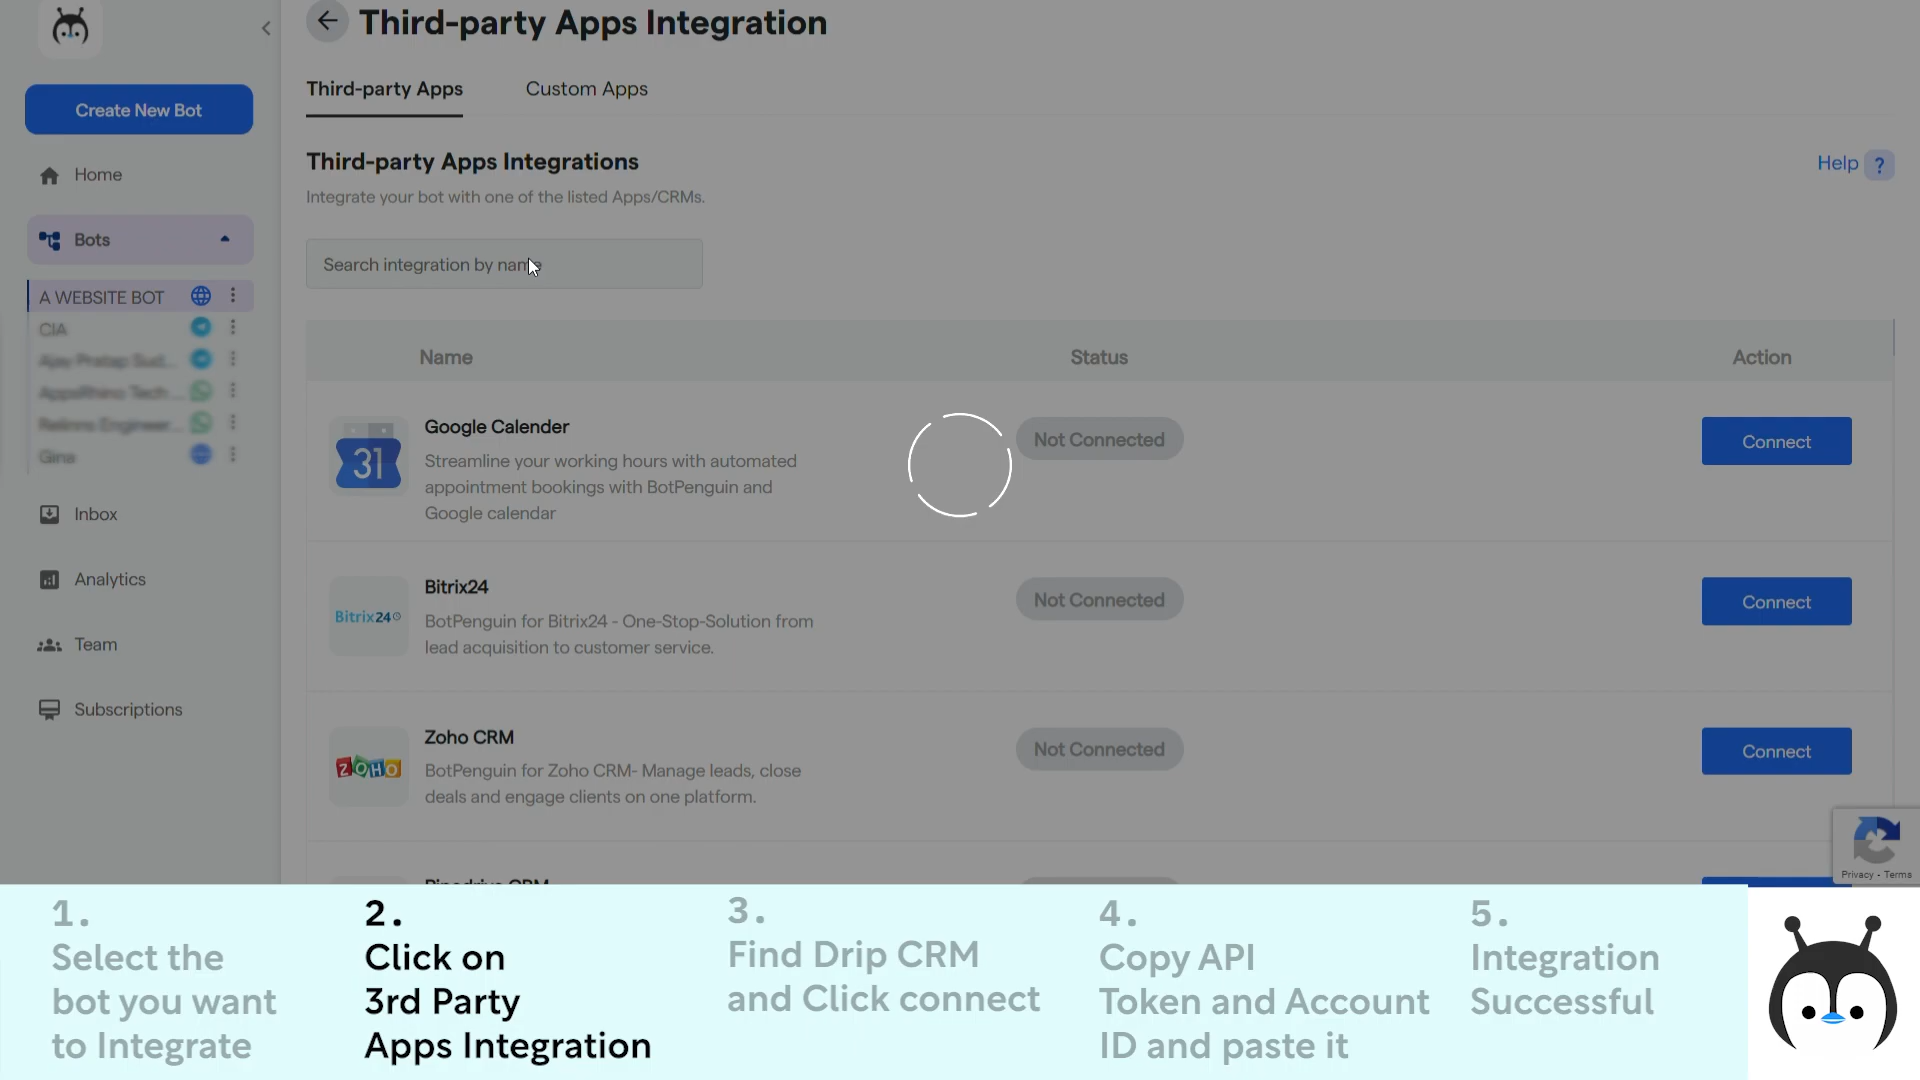 Third-party Apps Integration
Create New Bot
Home
Bots
A WEBSITE BOT
CIA
Ajay Pratap Sud...
AppsRhino Tech ...
Relinns Engineer...
Gina
Inbox
Analytics
Team
Subscriptions
Third-party Apps
Custom Apps
Third-party Apps Integrations
Help ?
Integrate your bot with one of the listed Apps/CRMs.
Search integration by name
Name
Status
Action
31
Google Calender
Streamline your working hours with automated
appointment bookings with BotPenguin and
Google calendar
Not Connected
Connect
Bitrix24
Bitrix24
BotPenguin for Bitrix24 - One-Stop-Solution from
lead acquisition to customer service.
Not Connected
Connect
ZOHO
Zoho CRM
BotPenguin for Zoho CRM- Manage leads, close
deals and engage clients on one platform.
Not Connected
Connect
Pipedrive CRM
Privacy - Terms
1.
Select the
bot you want
to Integrate
2.
Click on
3rd Party
Apps Integration
3.
Find Drip CRM
and Click connect
4.
Copy API
Token and Account
ID and paste it
5.
Integration
Successful